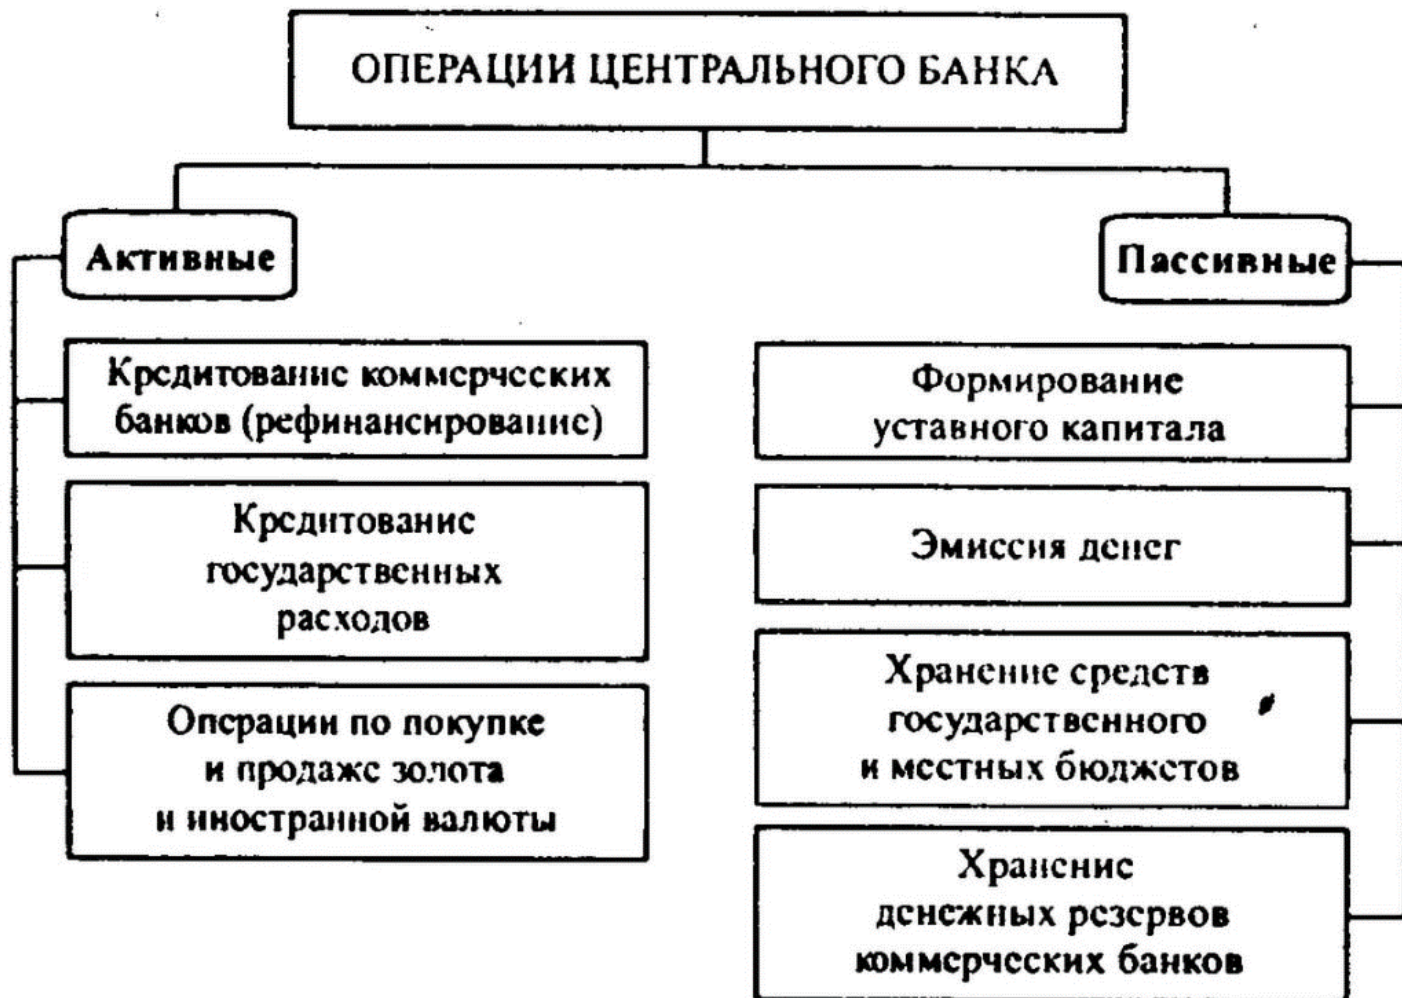 ОПЕРАЦИИ ЦЕНТРАЛЬНОГО БАНКА
Активные
Кредитование коммерческих
банков (рефинансирование)
Кредитование
государственных
расходов
Операции по покупке
и продаже золота
и иностранной валюты
Пассивные
Формирование
уставного капитала
Эмиссия денег
Хранение средств
государственного
и местных бюджетов
Хранение
денежных резервов
коммерческих банков